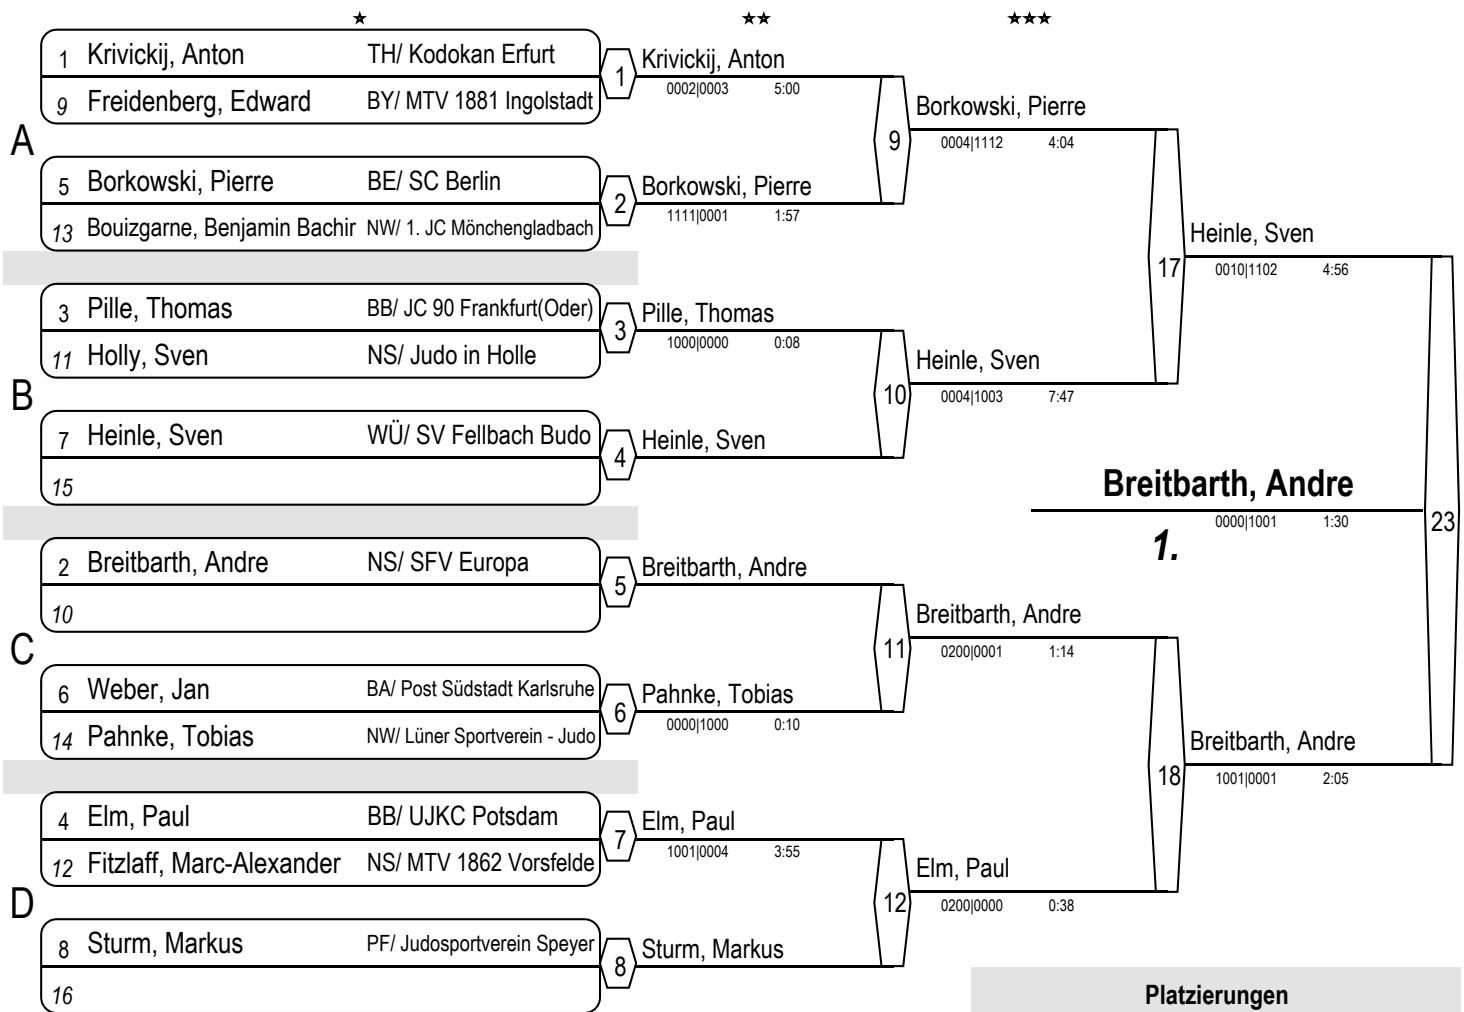 ★ ★★ ★★★
1 Krivickij, Anton TH/ Kodokan Erfurt
9 Freidenberg, Edward BY/ MTV 1881 Ingolstadt
1 Krivickij, Anton
0002|0003 5:00
A
5 Borkowski, Pierre BE/ SC Berlin
13 Bouizgarne, Benjamin Bachir NW/ 1. JC Mönchengladbach
2 Borkowski, Pierre
1111|0001 1:57
9 Borkowski, Pierre
0004|1112 4:04
3 Pille, Thomas BB/ JC 90 Frankfurt(Oder)
11 Holly, Sven NS/ Judo in Holle
3 Pille, Thomas
1000|0000 0:08
B
7 Heinle, Sven WÜ/ SV Fellbach Budo
15
4 Heinle, Sven
10 Heinle, Sven
0004|1003 7:47
17 Heinle, Sven
0010|1102 4:56
2 Breitbarth, Andre NS/ SFV Europa
10
5 Breitbarth, Andre
C
6 Weber, Jan BA/ Post Südstadt Karlsruhe
14 Pahnke, Tobias NW/ Lüner Sportverein - Judo
6 Pahnke, Tobias
0000|1000 0:10
11 Breitbarth, Andre
0200|0001 1:14
4 Elm, Paul BB/ UJKC Potsdam
12 Fitzlaff, Marc-Alexander NS/ MTV 1862 Vorsfelde
7 Elm, Paul
1001|0004 3:55
D
8 Sturm, Markus PF/ Judosportverein Speyer
16
8 Sturm, Markus
12 Elm, Paul
0200|0000 0:38
18 Breitbarth, Andre
1001|0001 2:05
23
Breitbarth, Andre
0000|1001 1:30
1.
Platzierungen